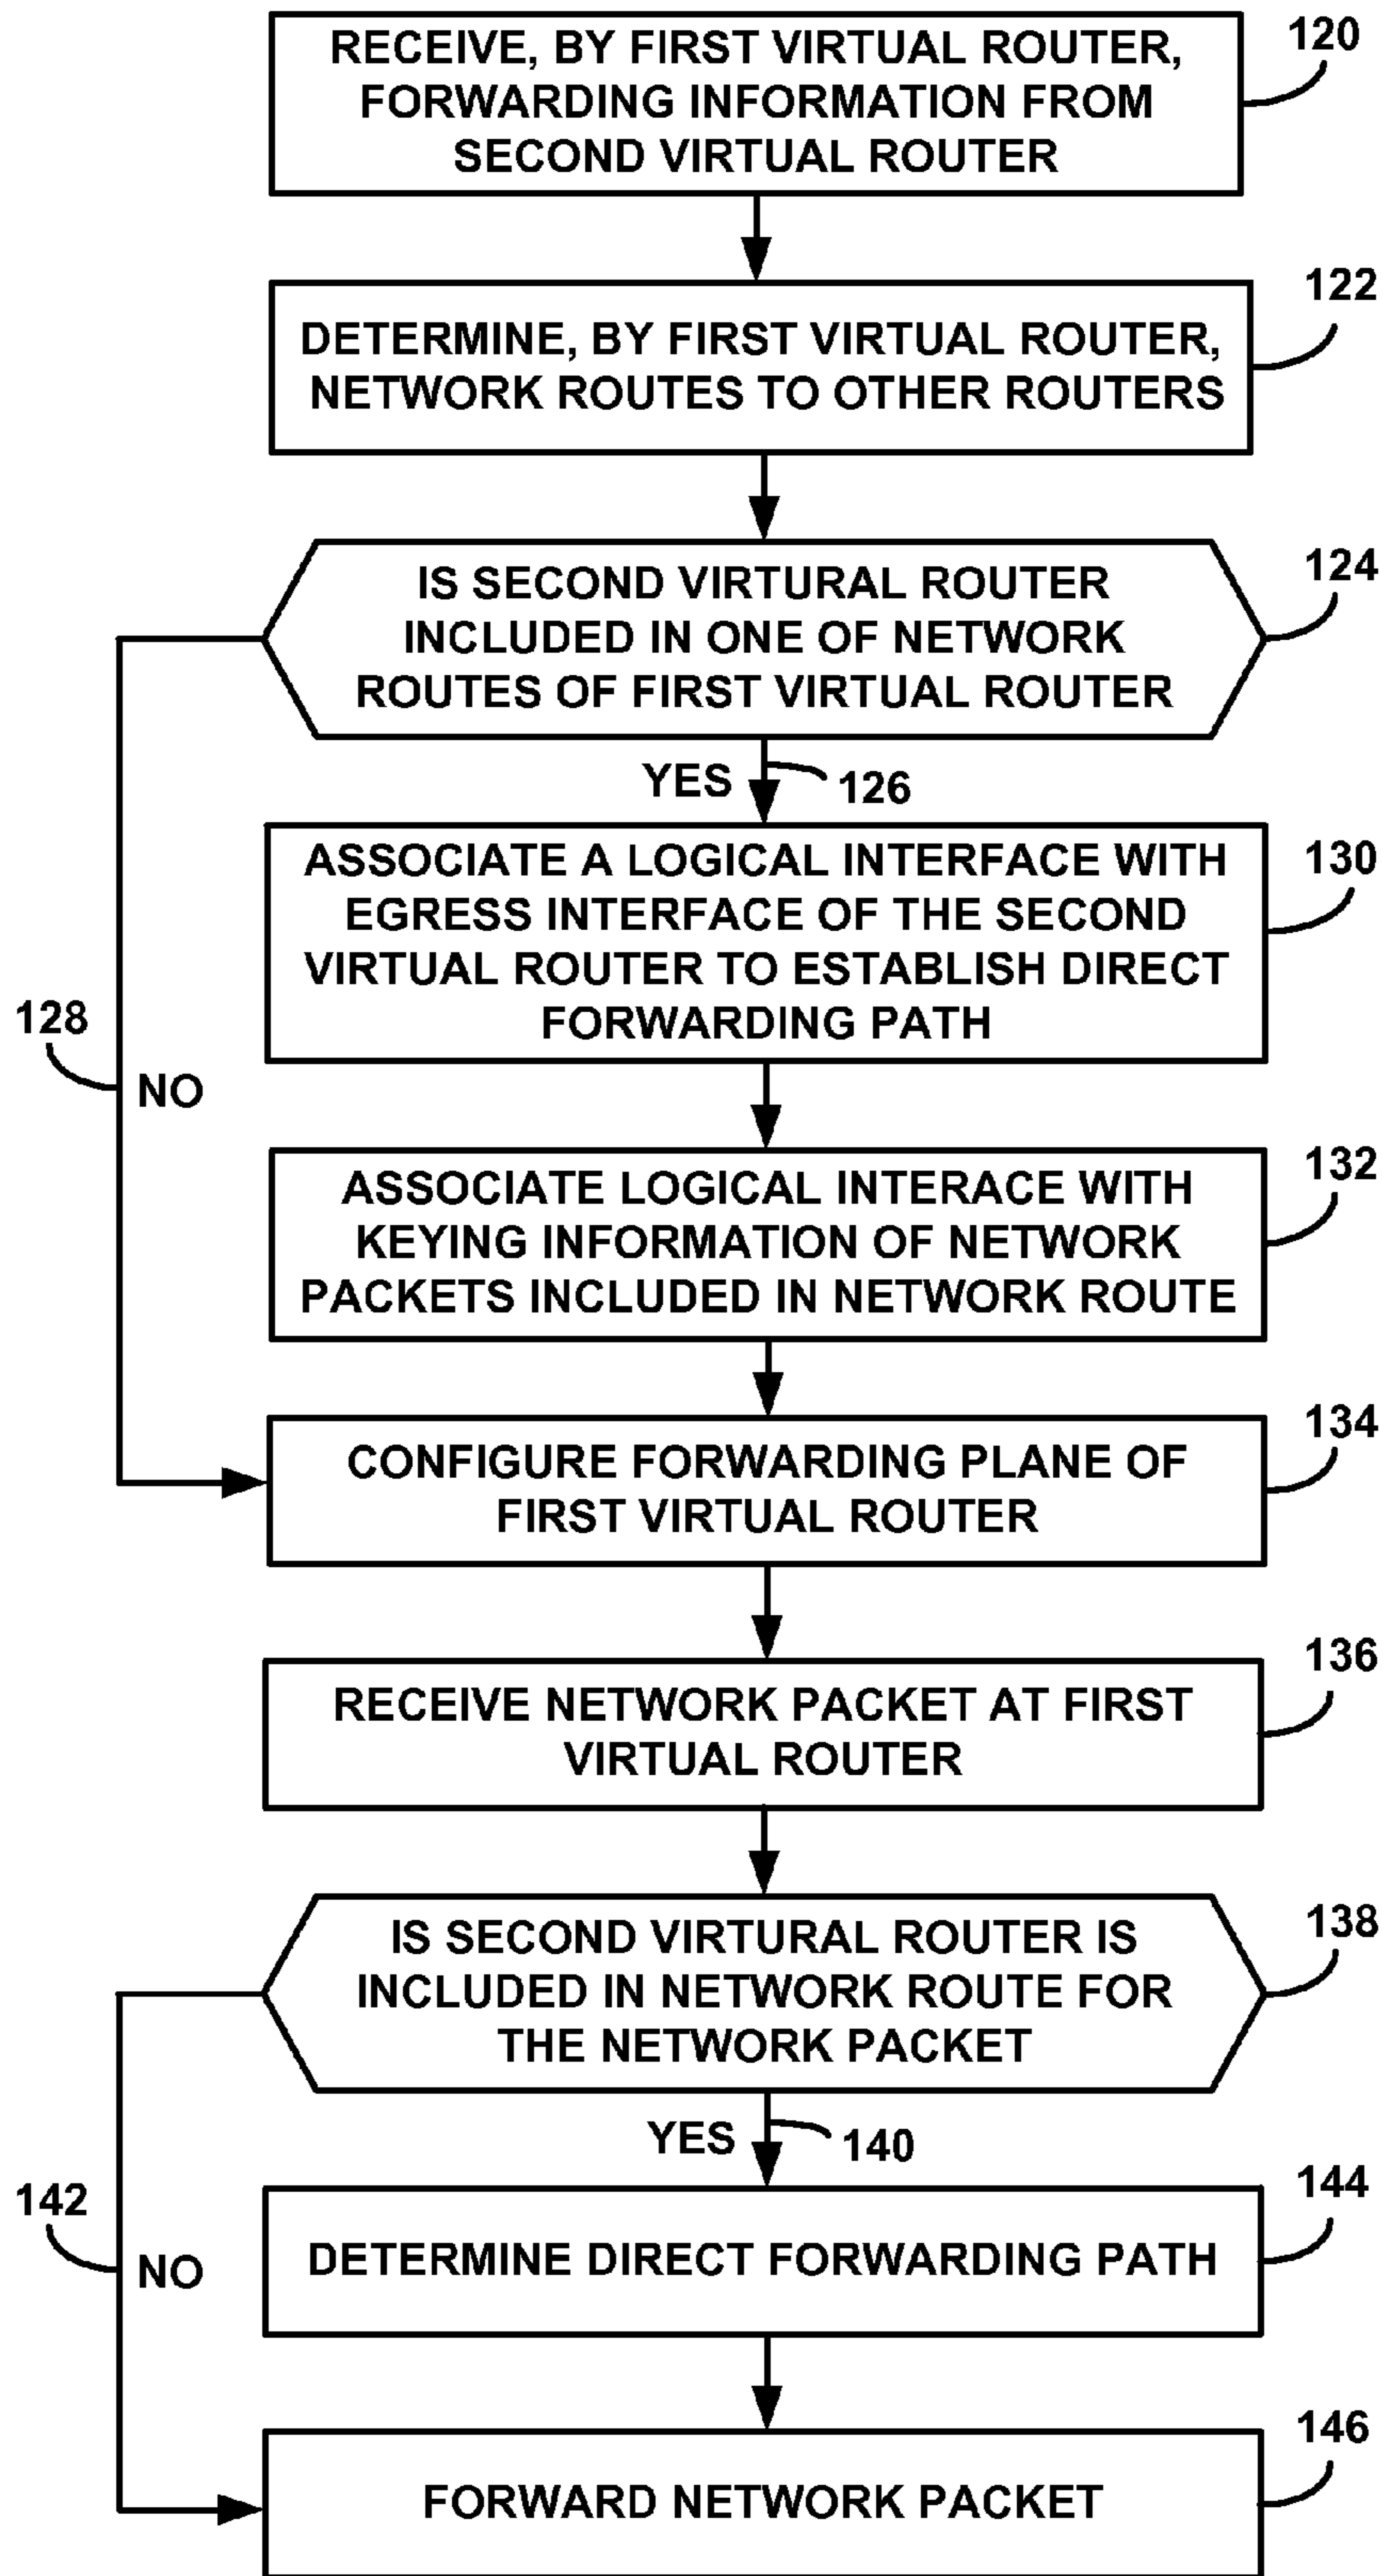 RECEIVE, BY FIRST VIRTUAL ROUTER,
FORWARDING INFORMATION FROM
SECOND VIRTUAL ROUTER
120
DETERMINE, BY FIRST VIRTUAL ROUTER,
NETWORK ROUTES TO OTHER ROUTERS
122
IS SECOND VIRTURAL ROUTER
INCLUDED IN ONE OF NETWORK
ROUTES OF FIRST VIRTUAL ROUTER
124
YES
126
128
NO
ASSOCIATE A LOGICAL INTERFACE WITH
EGRESS INTERFACE OF THE SECOND
VIRTUAL ROUTER TO ESTABLISH DIRECT
FORWARDING PATH
130
ASSOCIATE LOGICAL INTERACE WITH
KEYING INFORMATION OF NETWORK
PACKETS INCLUDED IN NETWORK ROUTE
132
CONFIGURE FORWARDING PLANE OF
FIRST VIRTUAL ROUTER
134
RECEIVE NETWORK PACKET AT FIRST
VIRTUAL ROUTER
136
IS SECOND VIRTURAL ROUTER IS
INCLUDED IN NETWORK ROUTE FOR
THE NETWORK PACKET
138
YES
140
142
NO
DETERMINE DIRECT FORWARDING PATH
144
FORWARD NETWORK PACKET
146